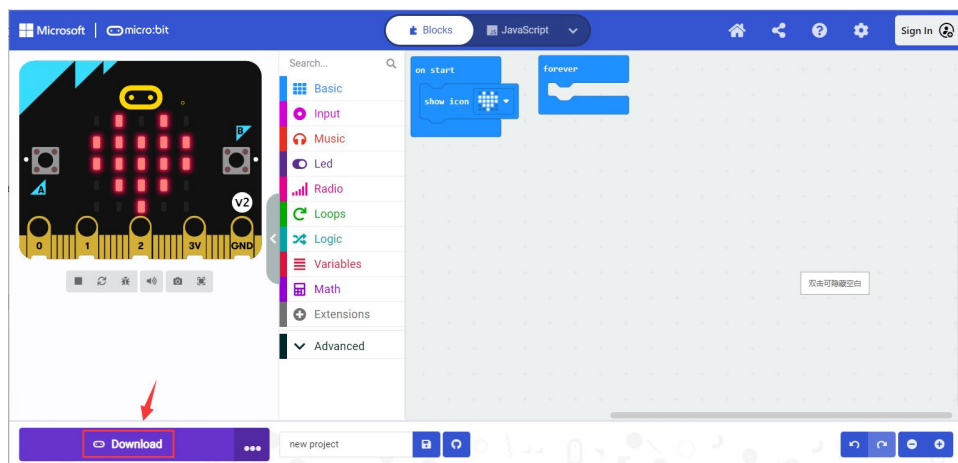 Microsoft | micro:bit
Blocks
JavaScript
Sign In
Search...
Basic
Input
Music
Led
Radio
Loops
Logic
Variables
Math
Extensions
Advanced
on start
show icon
forever
A
B
V2
0 1 2 3V GND
双击可隐藏空白
Download
new project